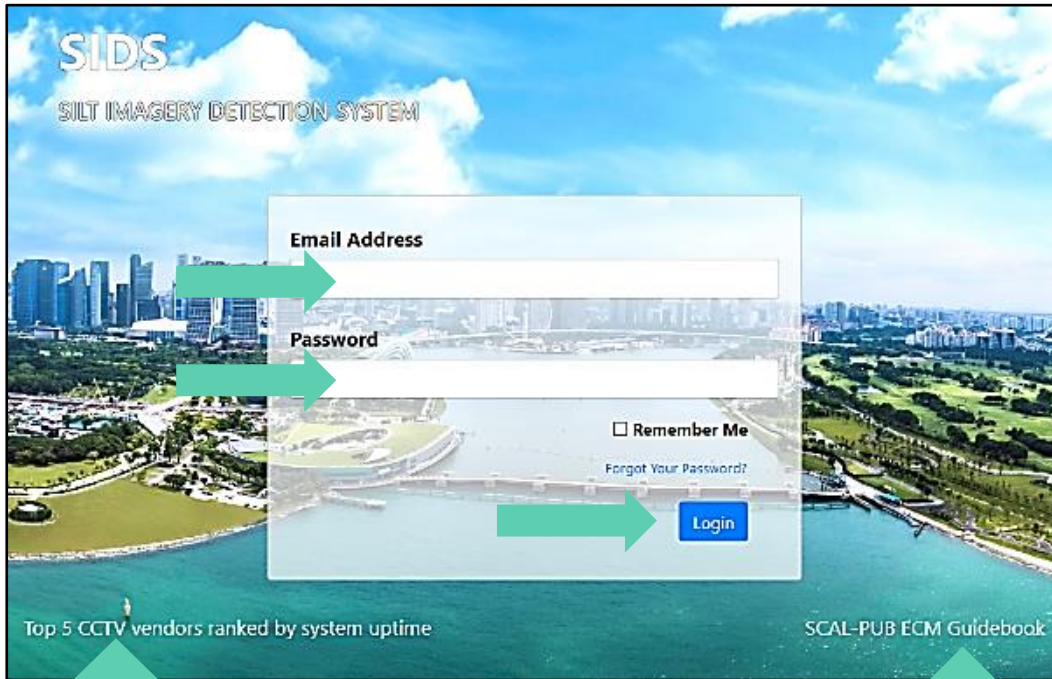 SIDS
SILT IMAGERY DETECTION SYSTEM
Email Address
Password
Remember Me
Forgot Your Password?
Login
Top 5 CCTV vendors ranked by system uptime
SCAL-PUB ECM Guidebook